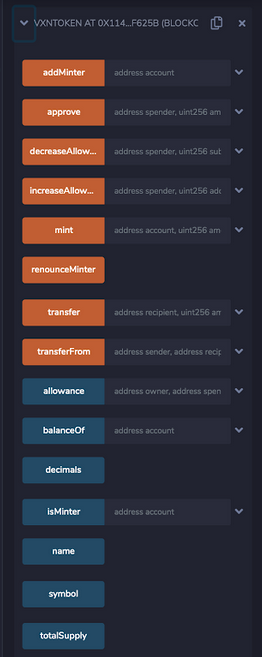 VXNTOKEN AT 0X114...F625B (BLOCKC
addMinter address account
approve address spender, uint256 am
decreaseAllow... address spender, uint256 sut
increaseAllow... address spender, uint256 adc
mint address account, uint256 am
renounceMinter
transfer address recipient, uint256 am
transferFrom address sender, address recip
allowance address owner, address spen
balanceOf address account
decimals
isMinter address account
name
symbol
totalSupply